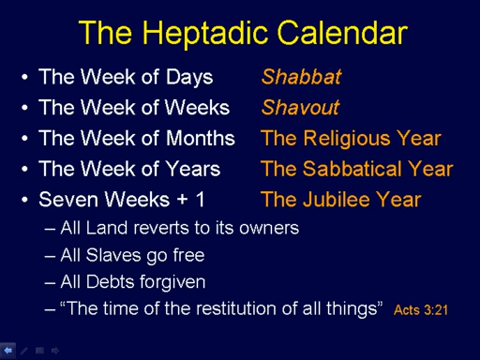 The Heptadic Calendar
• The Week of Days Shabbat
• The Week of Weeks Shavout
• The Week of Months The Religious Year
• The Week of Years The Sabbatical Year
• Seven Weeks + 1 The Jubilee Year
– All Land reverts to its owners
– All Slaves go free
– All Debts forgiven
– “The time of the restitution of all things” Acts 3:21